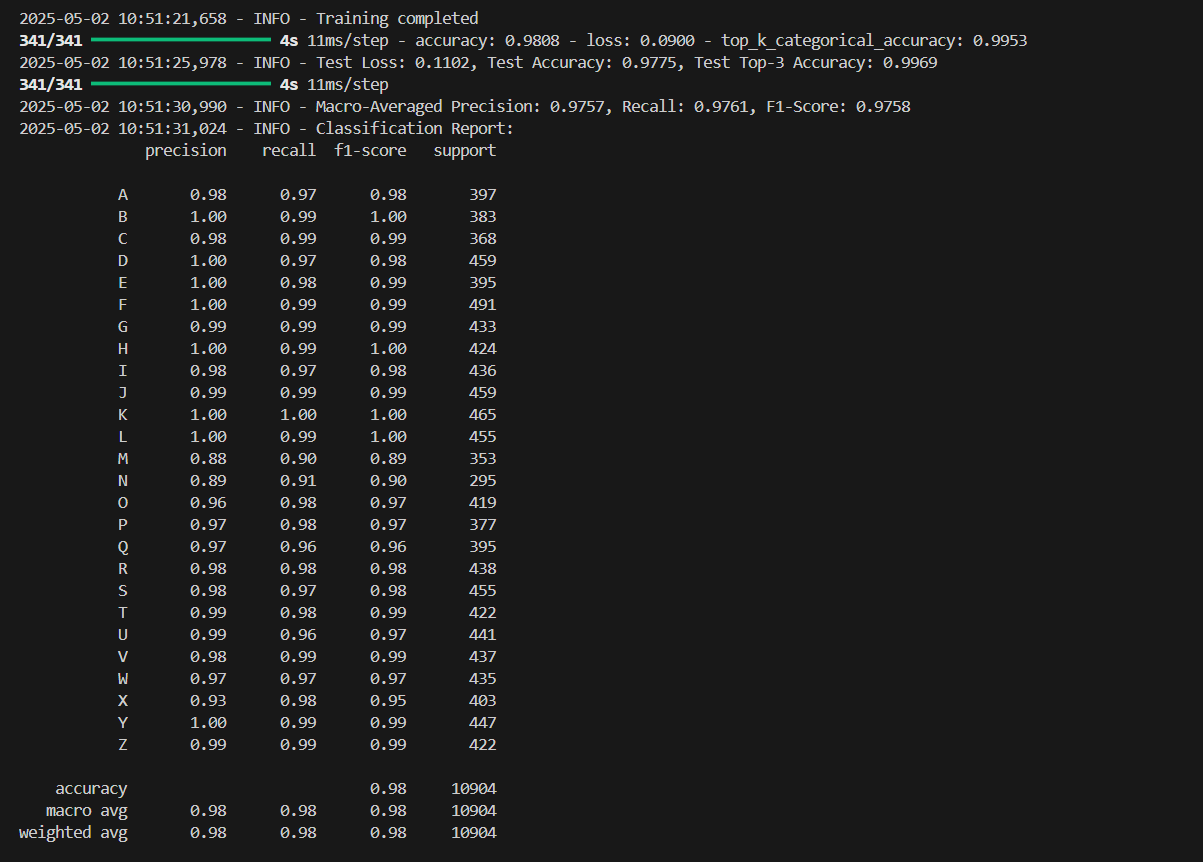 2025-05-02 10:51:21,658 - INFO - Training completed
341/341 4s 11ms/step - accuracy: 0.9808 - loss: 0.0900 - top_k_categorical_accuracy: 0.9953
2025-05-02 10:51:25,978 - INFO - Test Loss: 0.1102, Test Accuracy: 0.9775, Test Top-3 Accuracy: 0.9969
341/341 4s 11ms/step
2025-05-02 10:51:30,990 - INFO - Macro-Averaged Precision: 0.9757, Recall: 0.9761, F1-Score: 0.9758
2025-05-02 10:51:31,024 - INFO - Classification Report:
precision recall f1-score support
A 0.98 0.97 0.98 397
B 1.00 0.99 1.00 383
C 0.98 0.99 0.99 368
D 1.00 0.97 0.98 459
E 1.00 0.98 0.99 395
F 1.00 0.99 0.99 491
G 0.99 0.99 0.99 433
H 1.00 0.99 1.00 424
I 0.98 0.97 0.98 436
J 0.99 0.99 0.99 459
K 1.00 1.00 1.00 465
L 1.00 0.99 1.00 455
M 0.88 0.90 0.89 353
N 0.89 0.91 0.90 295
O 0.96 0.98 0.97 419
P 0.97 0.98 0.97 377
Q 0.97 0.96 0.96 395
R 0.98 0.98 0.98 438
S 0.98 0.97 0.98 455
T 0.99 0.98 0.99 422
U 0.99 0.96 0.97 441
V 0.98 0.99 0.99 437
W 0.97 0.97 0.97 435
X 0.93 0.98 0.95 403
Y 1.00 0.99 0.99 447
Z 0.99 0.99 0.99 422
accuracy 0.98 10904
macro avg 0.98 0.98 0.98 10904
weighted avg 0.98 0.98 0.98 10904